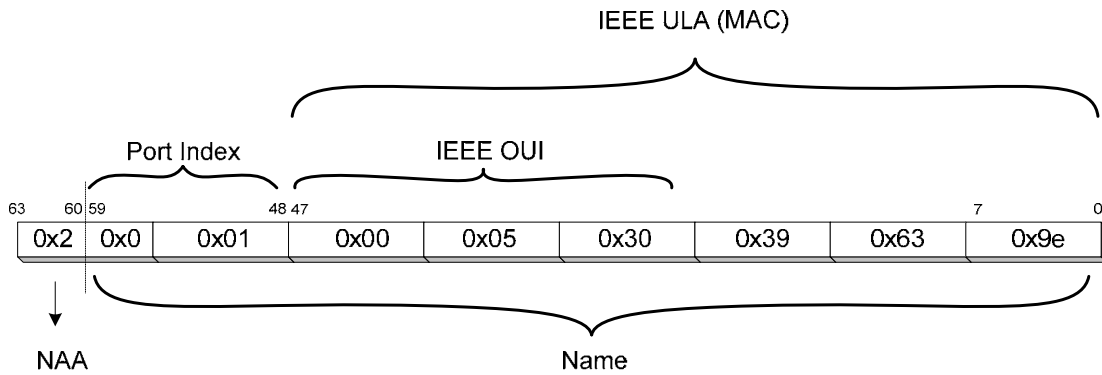 IEEE ULA (MAC)
Port Index
IEEE OUI
63 60 59 48 47 7 0
0x2 0x0 0x01 0x00 0x05 0x30 0x39 0x63 0x9e
NAA
Name